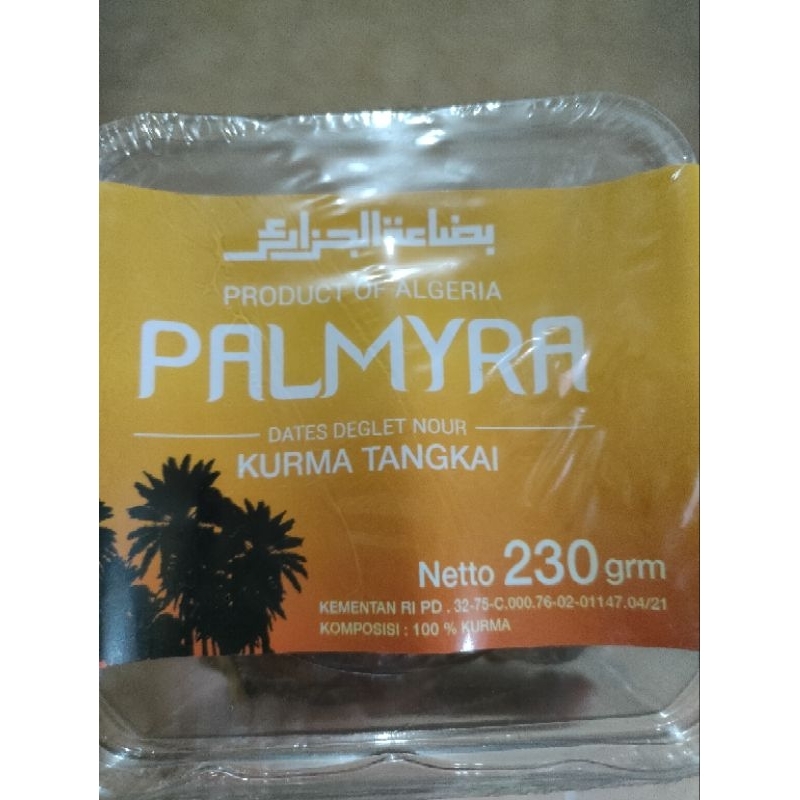 بضاعة الجزائر
PRODUCT OF ALGERIA
PALMYRA
DATES DEGLET NOUR
KURMA TANGKAI
Netto 230 grm
KEMENTAN RI PD . 32-75-C.000.76-02-01147.04/21
KOMPOSISI : 100 % KURMA